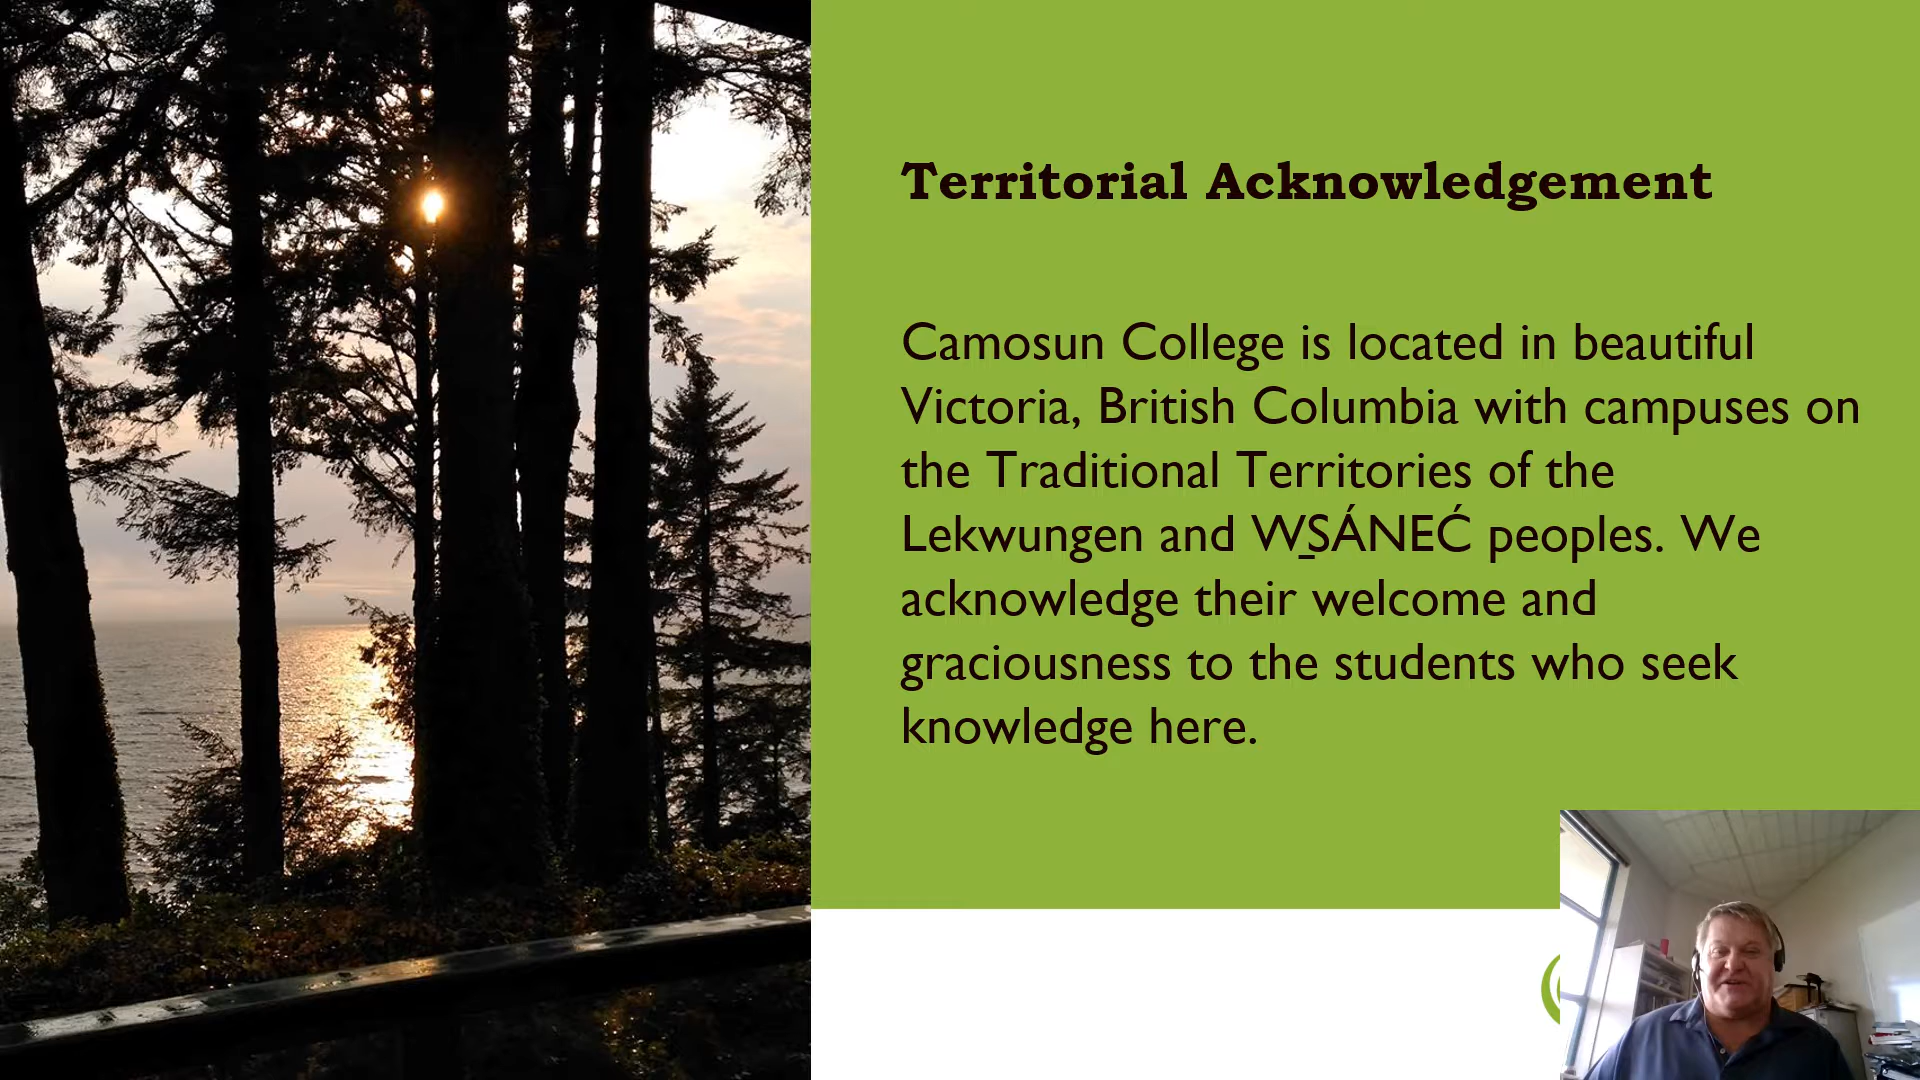 Territorial Acknowledgement
Camosun College is located in beautiful
Victoria, British Columbia with campuses on
the Traditional Territories of the
Lekwungen and W̱SÁNEĆ peoples. We
acknowledge their welcome and
graciousness to the students who seek
knowledge here.